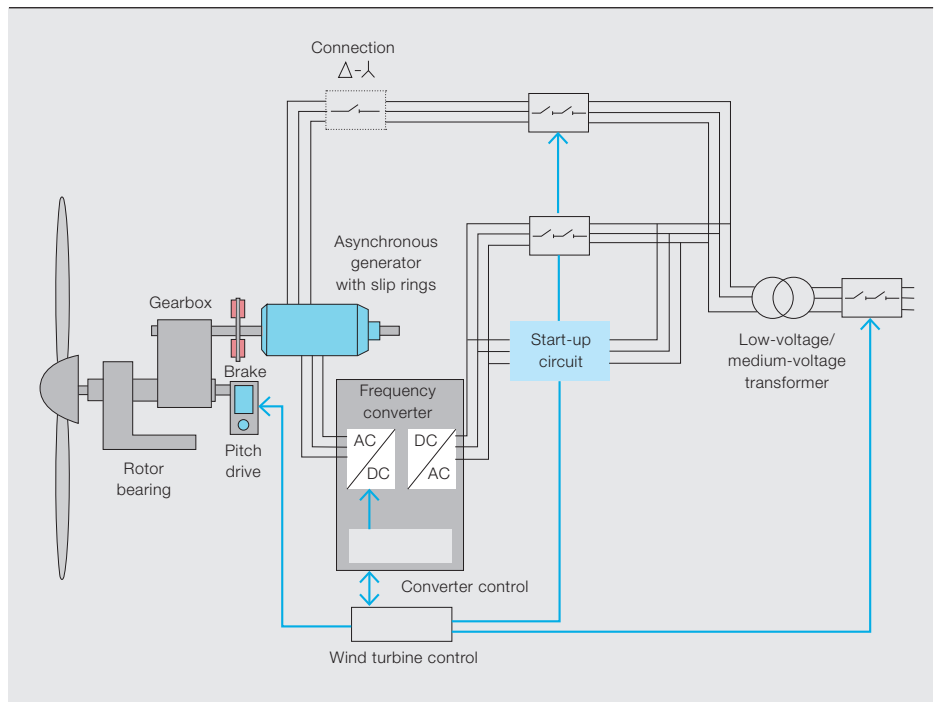 Connection
Δ-⅄
Asynchronous
generator
with slip rings
Gearbox
Brake
Start-up
circuit
Low-voltage/
medium-voltage
transformer
Frequency
converter
AC
DC
DC
AC
Rotor
bearing
Pitch
drive
Converter control
Wind turbine control